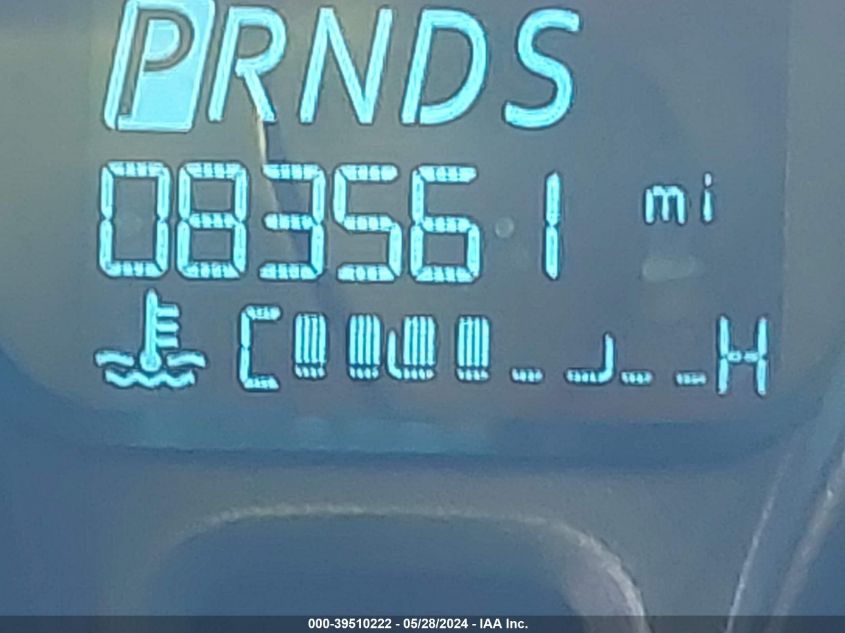 PRNDS
083561 mi
C H
000-39510222 - 05/28/2024 - IAA Inc.